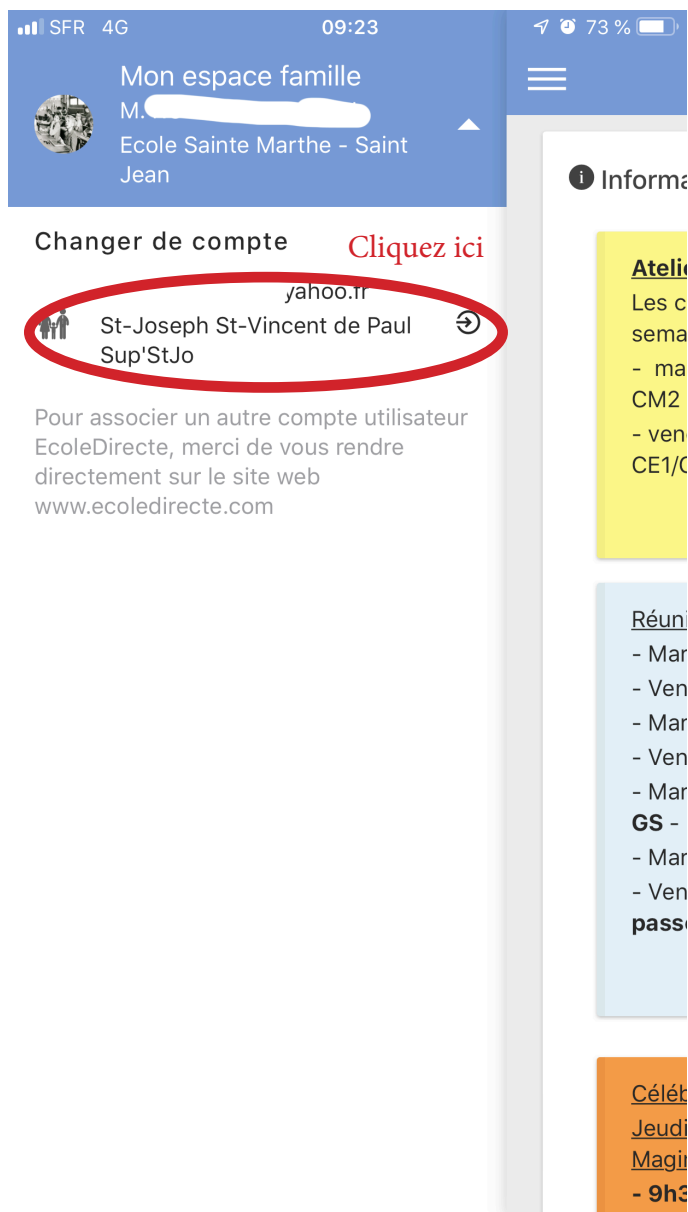 SFR 4G 09:23 73 %
Mon espace famille
M.
Ecole Sainte Marthe - Saint
Jean
Changer de compte
Cliquez ici
yahoo.fr
St-Joseph St-Vincent de Paul
Sup'StJo
Pour associer un autre compte utilisateur
EcoleDirecte, merci de vous rendre
directement sur le site web
www.ecoledirecte.com
Informa
Atelie
Les c
sema
- ma
CM2
- ven
CE1/C
Réuni
- Mar
- Ven
- Mar
- Ven
- Mar
GS -
- Mar
- Ven
passe
Céléb
Jeudi
Magin
- 9h3